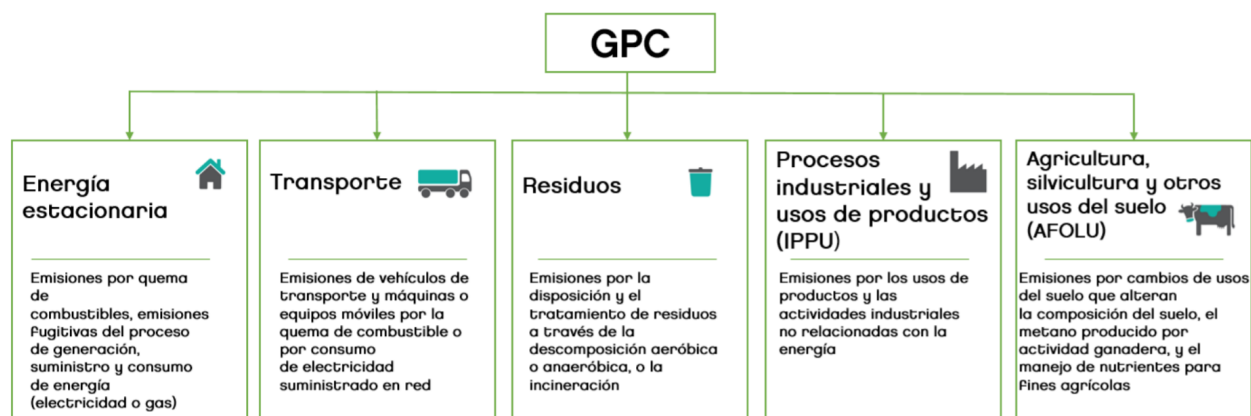 GPC
Energía
estacionaria
Emisiones por quema
de
combustibles, emisiones
fugitivas del proceso
de generación,
suministro y consumo
de energía
(electricidad o gas)
Transporte
Emisiones de vehículos de
transporte y máquinas o
equipos móviles por la
quema de combustible o
por consumo
de electricidad
suministrado en red
Residuos
Emisiones por la
disposición y el
tratamiento de residuos
a través de la
descomposición aeróbica
o anaeróbica, o la
incineración
Procesos
industriales y
usos de productos
(IPPU)
Emisiones por los usos de
productos y las
actividades industriales
no relacionadas con la
energía
Agricultura,
silvicultura y otros
usos del suelo
(AFOLU)
Emisiones por cambios de usos
del suelo que alteran
la composición del suelo, el
metano producido por
actividad ganadera, y el
manejo de nutrientes para
fines agrícolas